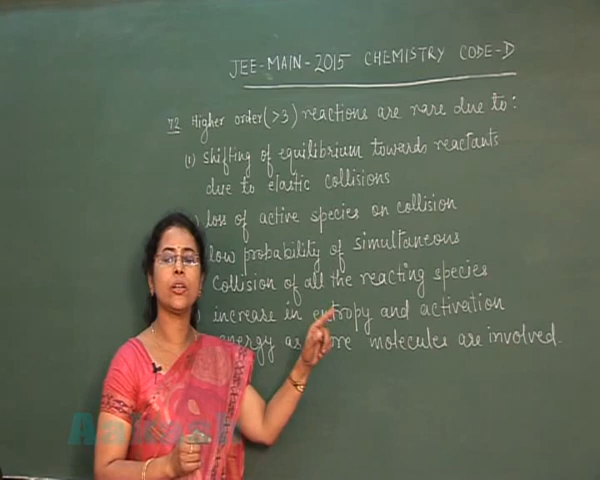 JEE-MAIN-2015 CHEMISTRY CODE-D
72 Higher order (>3) reactions are rare due to:
(1) shifting of equilibrium towards reactants
due to elastic collisions
) loss of active species on collision
low probability of simultaneous
Collision of all the reacting species
) increase in entropy and activation
energy as more molecules are involved.
Aakash